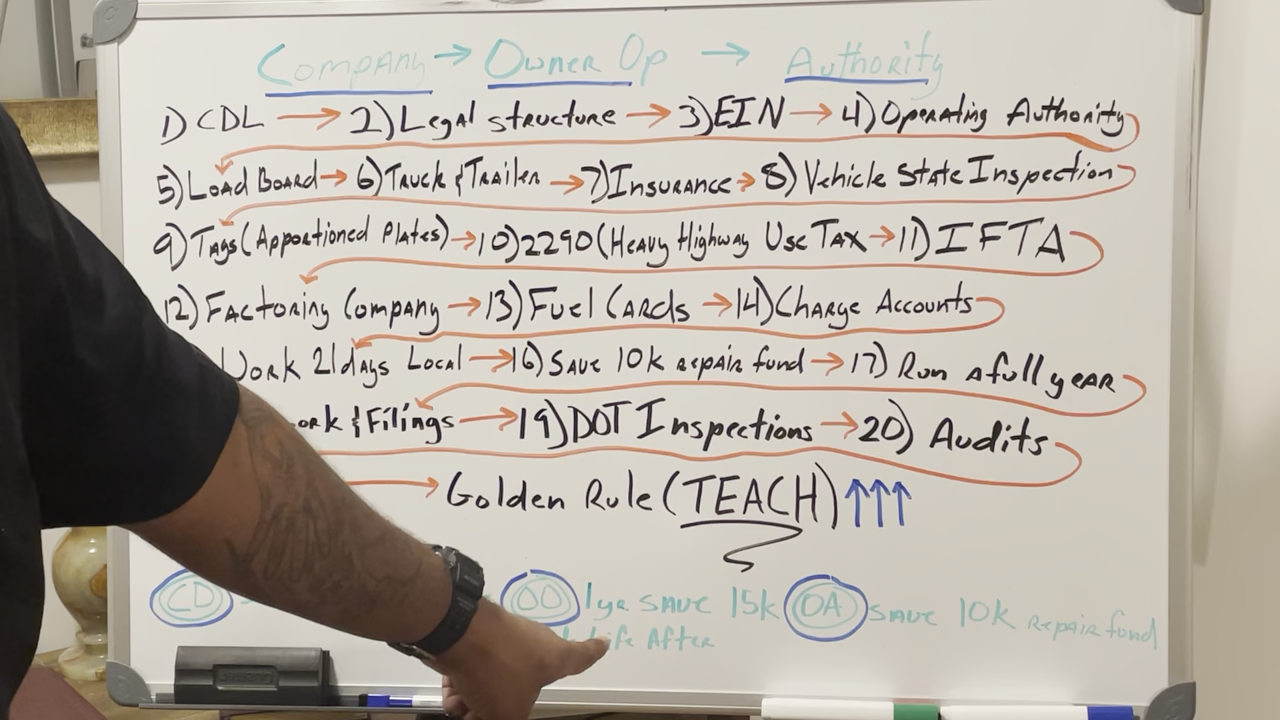 Company → Owner Op → Authority
1) CDL → 2) Legal structure → 3) EIN → 4) Operating Authority
5) Load Board → 6) Truck & Trailer → 7) Insurance → 8) Vehicle State Inspection
9) Tags (Apportioned Plates) → 10) 2290 (Heavy Highway Use Tax → 11) IFTA
12) Factoring Company → 13) Fuel Cards → 14) Charge Accounts
Work 21 days Local → 16) Save 10k repair fund → 17) Run a full year
& Filings → 19) DOT Inspections → 20) Audits
→ Golden Rule (TEACH) ↑↑↑
CD OO 1yr save 15k OA save 10k repair fund
Life After